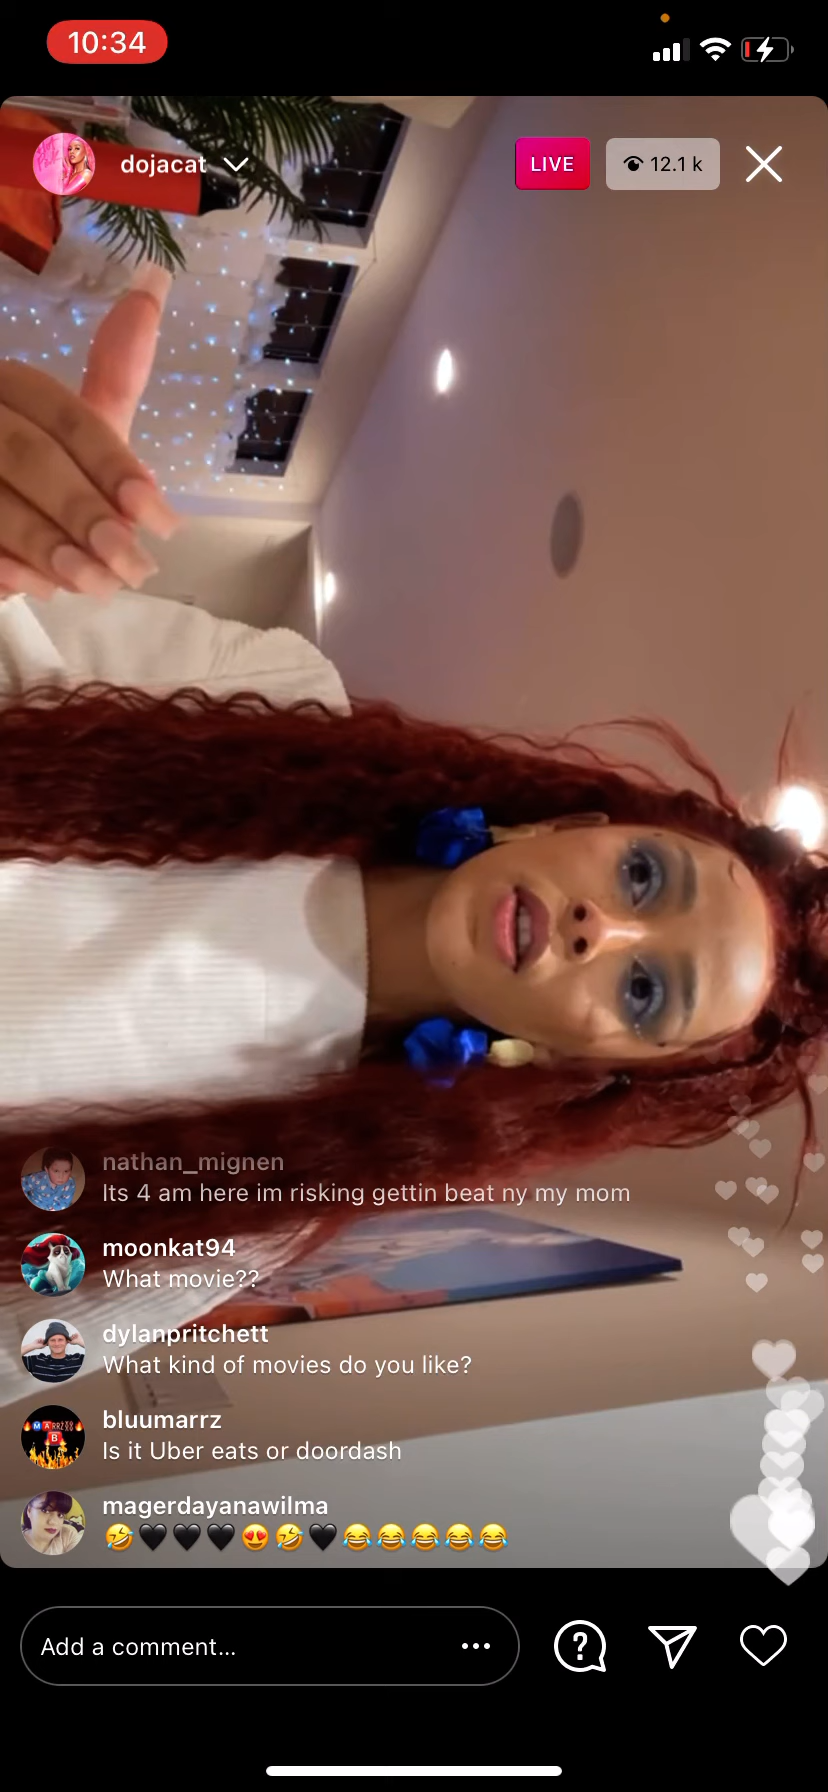 10:34
dojacat
LIVE
12.1 k
nathan_mignen
Its 4 am here im risking gettin beat ny my mom
moonkat94
What movie??
dylanpritchett
What kind of movies do you like?
bluumarrz
Is it Uber eats or doordash
magerdayanawilma
🤣🖤🖤🖤😍🤣🖤😂😂😂😂😂
Add a comment...